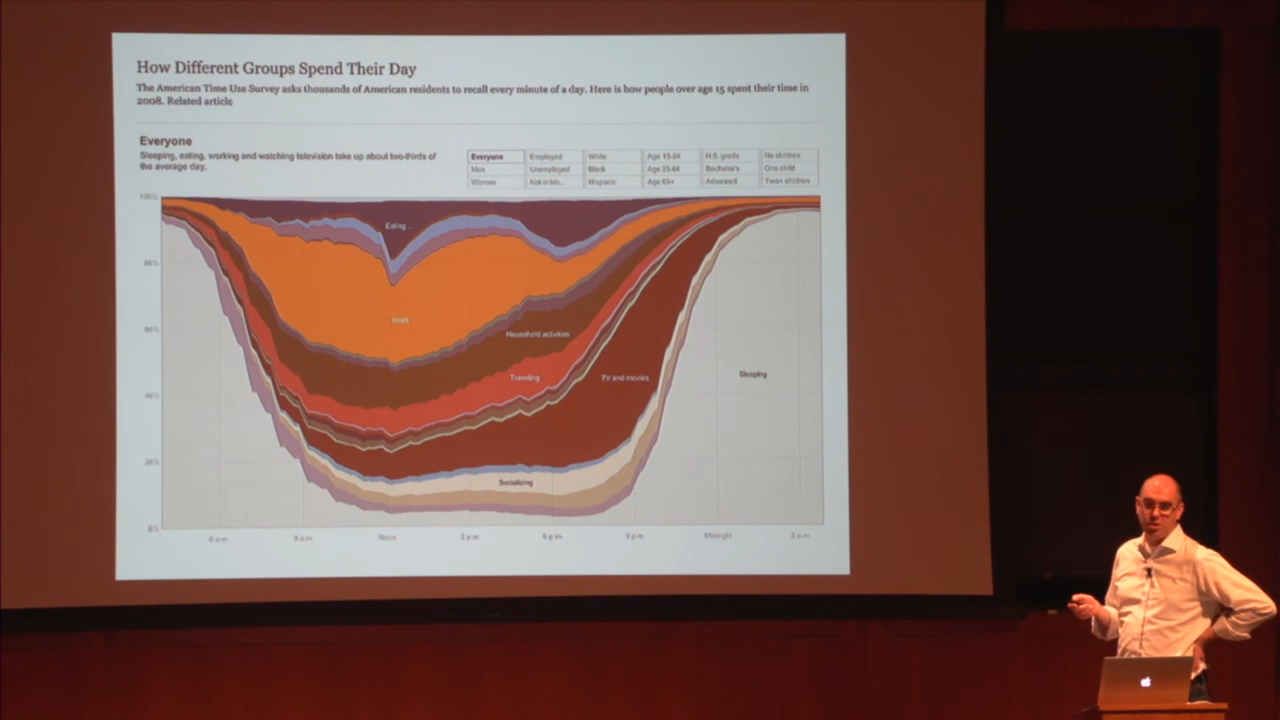 How Different Groups Spend Their Day
The American Time Use Survey asks thousands of American residents to recall every minute of a day. Here is how people over age 15 spent their time in
2008. Related article
Everyone
Sleeping, eating, working and watching television take up about two-thirds of
the average day.
Everyone Employed White Age 15-24 H.S. grads No children
Men Unemployed Black Age 25-64 Bachelor's One child
Women Not in lab... Hispanic Age 65+ Advanced Two+ children
100%
Eating...
80%
Work
60%
Household activities
Traveling
TV and movies
Sleeping
40%
20%
Socializing
0%
6 a.m. 9 a.m. Noon 3 p.m. 6 p.m. 9 p.m. Midnight 3 a.m.